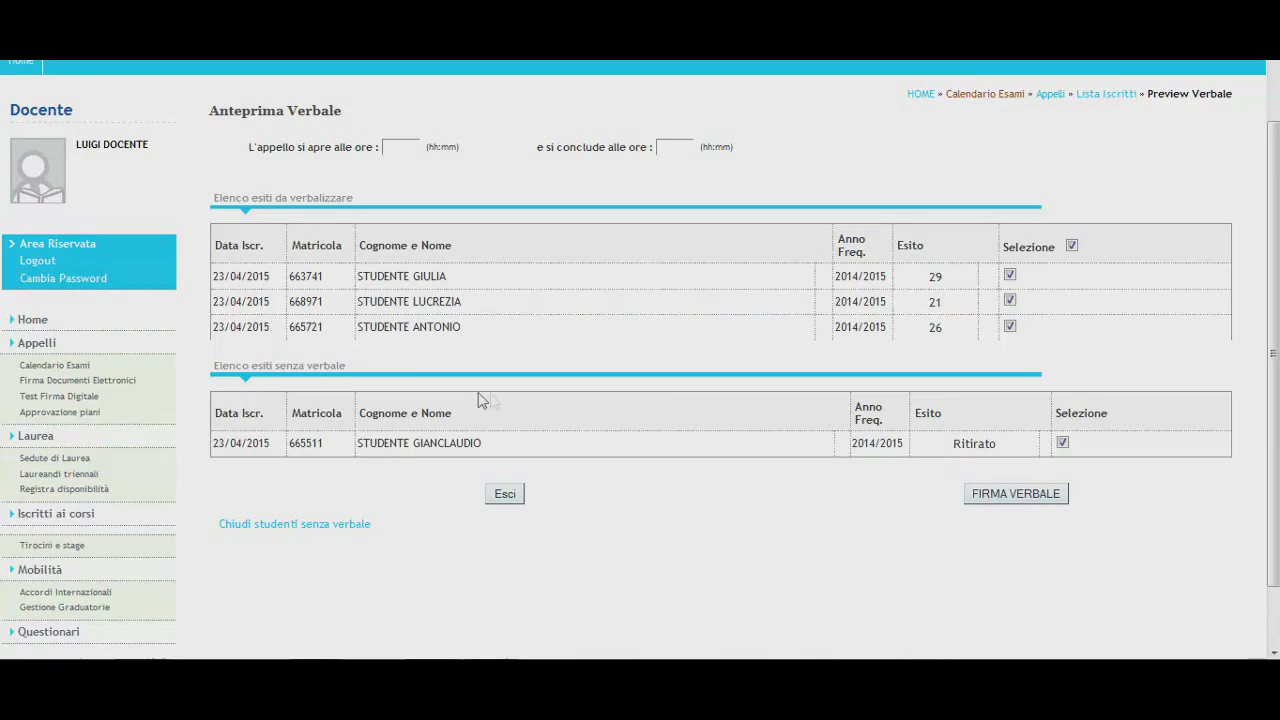 Home
HOME » Calendario Esami » Appelli » Lista Iscritti » Preview Verbale
Docente
LUIGI DOCENTE
Area Riservata
Logout
Cambia Password
Home
Appelli
Calendario Esami
Firma Documenti Elettronici
Test Firma Digitale
Approvazione piani
Laurea
Sedute di Laurea
Laureandi triennali
Registra disponibilità
Iscritti ai corsi
Tirocini e stage
Mobilità
Accordi Internazionali
Gestione Graduatorie
Questionari
Anteprima Verbale
L'appello si apre alle ore : (hh:mm) e si conclude alle ore : (hh:mm)
Elenco esiti da verbalizzare
Data Iscr. Matricola Cognome e Nome Anno Freq. Esito Selezione
23/04/2015 663741 STUDENTE GIULIA 2014/2015 29
23/04/2015 668971 STUDENTE LUCREZIA 2014/2015 21
23/04/2015 665721 STUDENTE ANTONIO 2014/2015 26
Elenco esiti senza verbale
Data Iscr. Matricola Cognome e Nome Anno Freq. Esito Selezione
23/04/2015 665511 STUDENTE GIANCLAUDIO 2014/2015 Ritirato
Esci FIRMA VERBALE
Chiudi studenti senza verbale